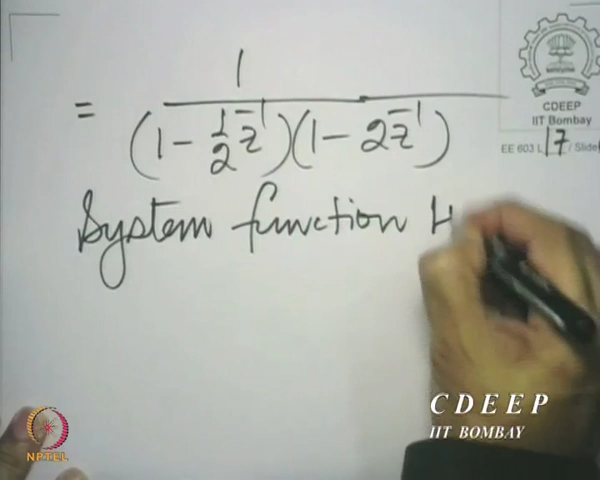 1
= (1 - 1/2 z^-1)(1 - 2z^-1)
System function H
CDEEP
IIT Bombay
EE 603 L 17 / Slide
CDEEP
IIT BOMBAY
NPTEL